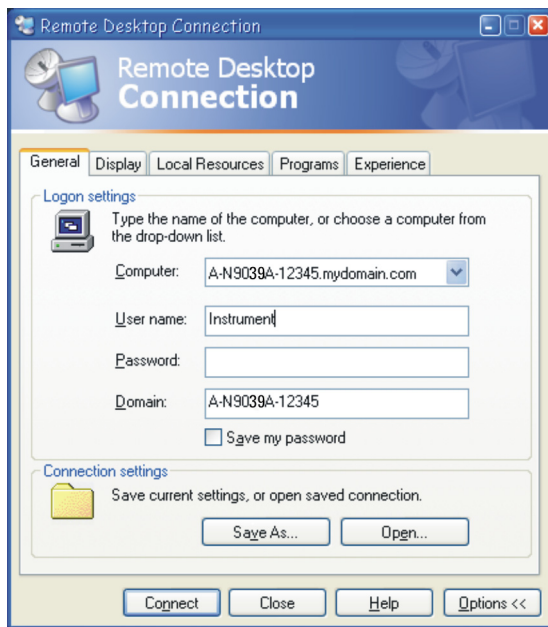 Remote Desktop Connection
Remote Desktop
Connection
General Display Local Resources Programs Experience
Logon settings
Type the name of the computer, or choose a computer from
the drop-down list.
Computer: A-N9039A-12345.mydomain.com
User name: Instrument
Password:
Domain: A-N9039A-12345
Save my password
Connection settings
Save current settings, or open saved connection.
Save As... Open...
Connect Close Help Options <<